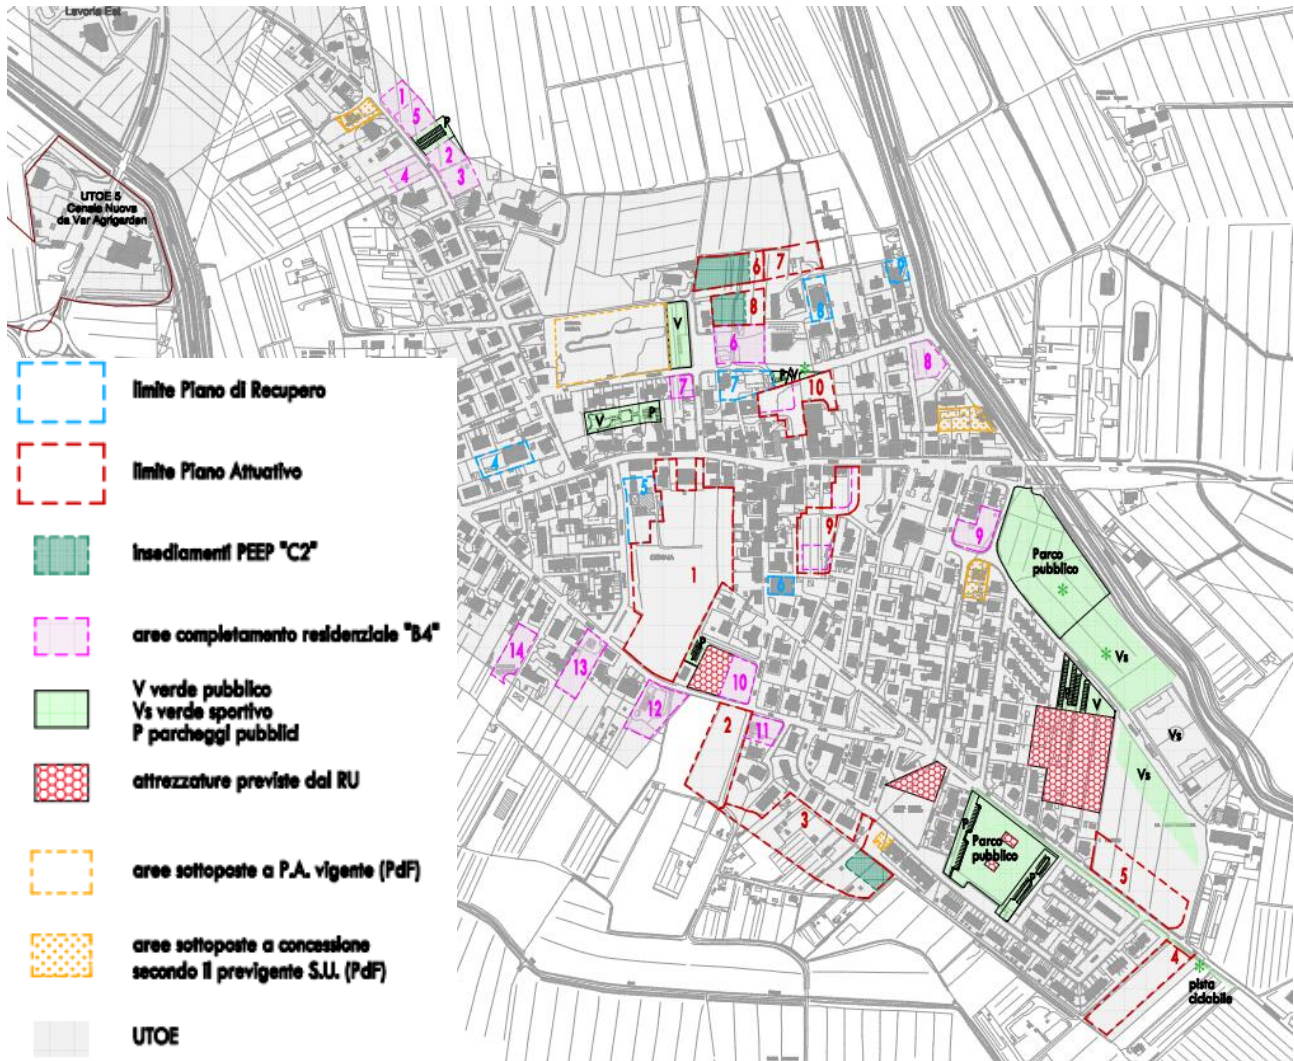 Lavoria Est
UTOE 5
Cenaia Nuova
da Ver Agrigarden
limite Piano di Recupero
limite Piano Attuativo
insediamenti PEEP "C2"
aree completamento residenziale "B4"
V verde pubblico
Vs verde sportivo
P parcheggi pubblici
attrezzature previste dal RU
aree sottoposte a P.A. vigente (PdF)
aree sottoposte a concessione
secondo il previgente S.U. (PdF)
UTOE
1
5
P
2
3
4
6
7
8
8
9
V
6
7
7
P/V
10
8
V
P
4
5
1
9
9
6
Parco
pubblico
Vs
14
13
12
P
10
11
2
V
Vs
Vs
3
P
Parco
pubblico
P
5
4
pista
ciclabile